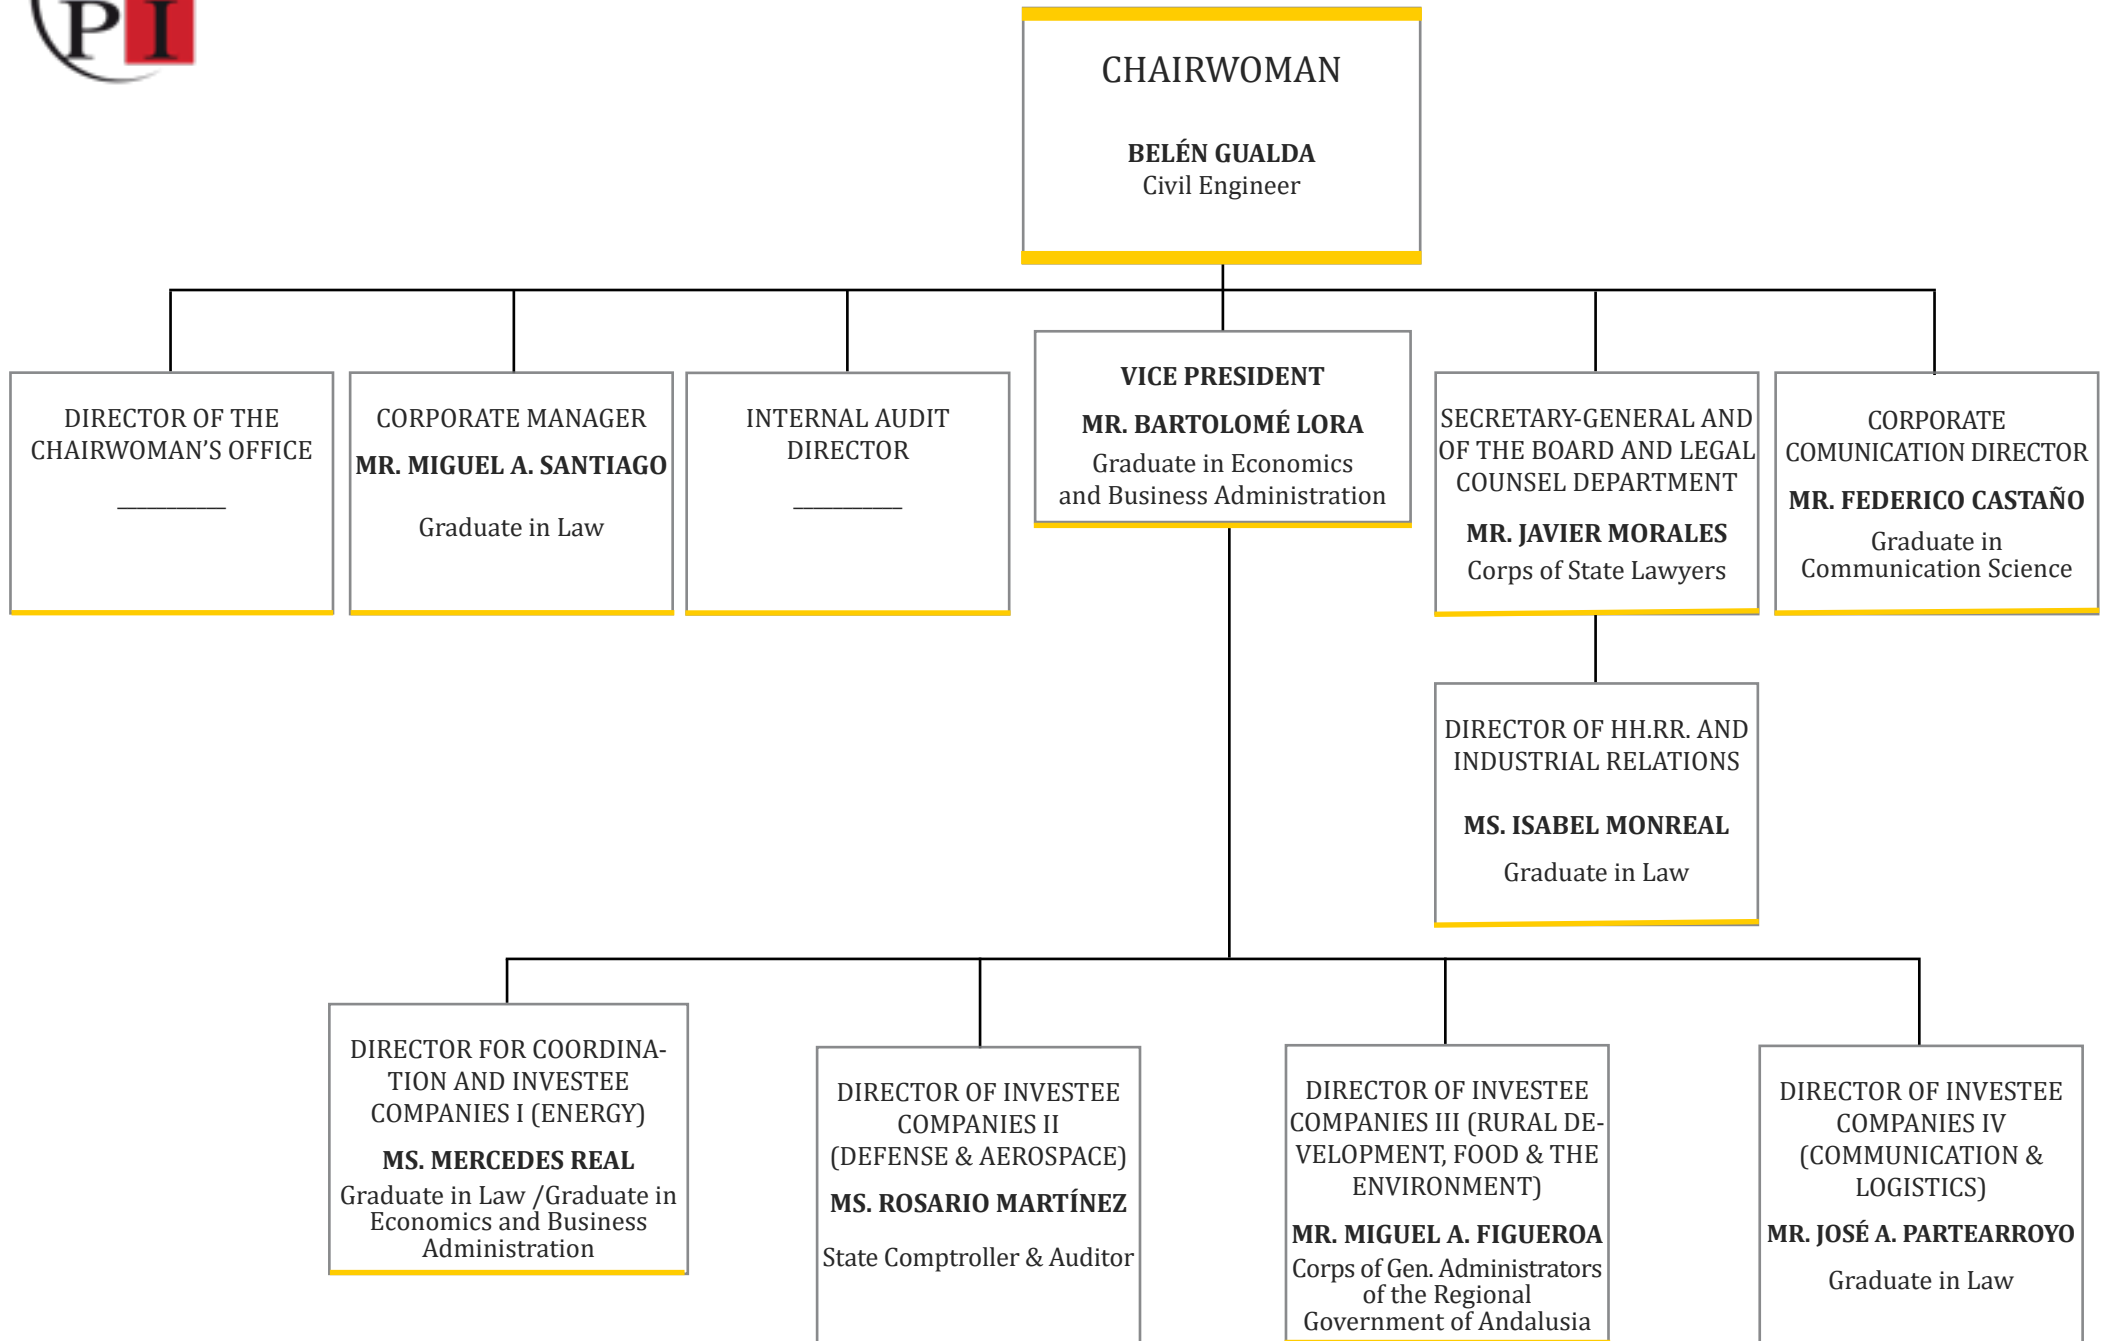 PI
CHAIRWOMAN
BELÉN GUALDA
Civil Engineer
DIRECTOR OF THE
CHAIRWOMAN'S OFFICE
___________
CORPORATE MANAGER
MR. MIGUEL A. SANTIAGO
Graduate in Law
INTERNAL AUDIT
DIRECTOR
___________
VICE PRESIDENT
MR. BARTOLOMÉ LORA
Graduate in Economics
and Business Administration
SECRETARY-GENERAL AND
OF THE BOARD AND LEGAL
COUNSEL DEPARTMENT
MR. JAVIER MORALES
Corps of State Lawyers
CORPORATE
COMUNICATION DIRECTOR
MR. FEDERICO CASTAÑO
Graduate in
Communication Science
DIRECTOR OF HH.RR. AND
INDUSTRIAL RELATIONS
MS. ISABEL MONREAL
Graduate in Law
DIRECTOR FOR COORDINA-
TION AND INVESTEE
COMPANIES I (ENERGY)
MS. MERCEDES REAL
Graduate in Law /Graduate in
Economics and Business
Administration
DIRECTOR OF INVESTEE
COMPANIES II
(DEFENSE & AEROSPACE)
MS. ROSARIO MARTÍNEZ
State Comptroller & Auditor
DIRECTOR OF INVESTEE
COMPANIES III (RURAL DE-
VELOPMENT, FOOD & THE
ENVIRONMENT)
MR. MIGUEL A. FIGUEROA
Corps of Gen. Administrators
of the Regional
Government of Andalusia
DIRECTOR OF INVESTEE
COMPANIES IV
(COMMUNICATION &
LOGISTICS)
MR. JOSÉ A. PARTEARROYO
Graduate in Law